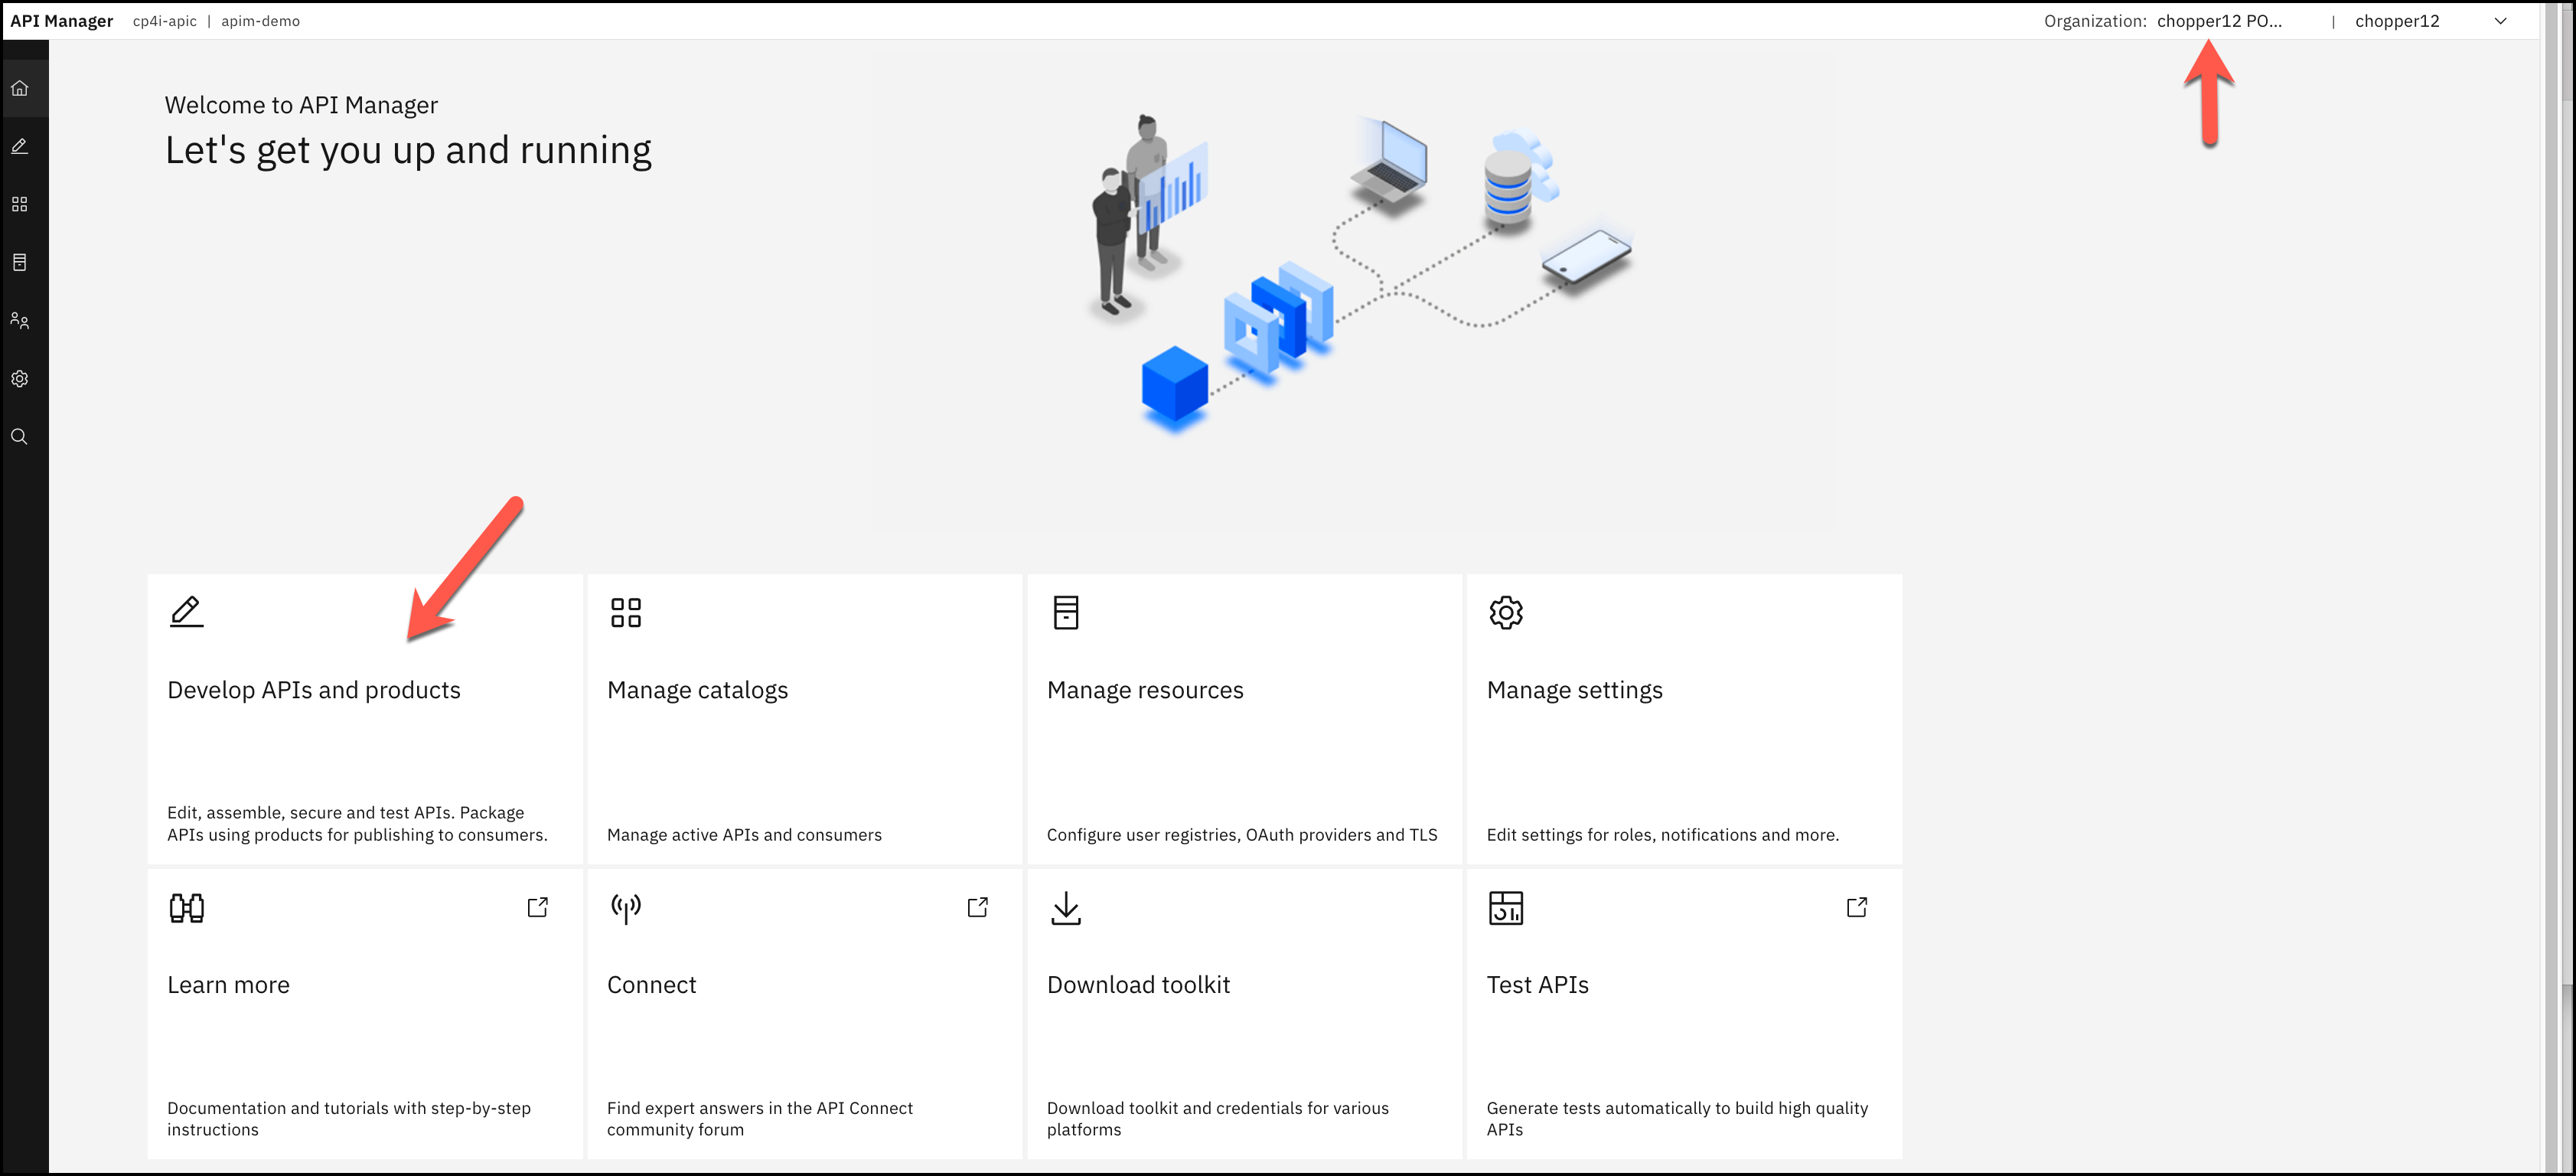 API Manager cp4i-apic | apim-demo Organization: chopper12 PO... | chopper12
Welcome to API Manager
Let's get you up and running
Develop APIs and products
Edit, assemble, secure and test APIs. Package
APIs using products for publishing to consumers.
Manage catalogs
Manage active APIs and consumers
Manage resources
Configure user registries, OAuth providers and TLS
Manage settings
Edit settings for roles, notifications and more.
Learn more
Documentation and tutorials with step-by-step
instructions
Connect
Find expert answers in the API Connect
community forum
Download toolkit
Download toolkit and credentials for various
platforms
Test APIs
Generate tests automatically to build high quality
APIs